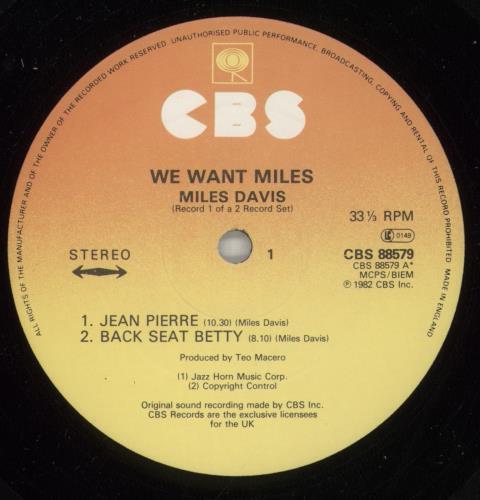 ALL RIGHTS OF THE MANUFACTURER AND OF THE OWNER OF THE RECORDED WORK RESERVED. UNAUTHORISED PUBLIC PERFORMANCE, BROADCASTING, COPYING AND RENTAL OF THIS RECORD PROHIBITED MADE IN ENGLAND
CBS
WE WANT MILES
MILES DAVIS
(Record 1 of a 2 Record Set)
33⅓ RPM
0149
STEREO
1
CBS 88579
CBS 88579 A*
MCPS/BIEM
℗ 1982 CBS Inc.
1. JEAN PIERRE (10.30) (Miles Davis)
2. BACK SEAT BETTY (8.10) (Miles Davis)
Produced by Teo Macero
(1) Jazz Horn Music Corp.
(2) Copyright Control
Original sound recording made by CBS Inc.
CBS Records are the exclusive licensees
for the UK